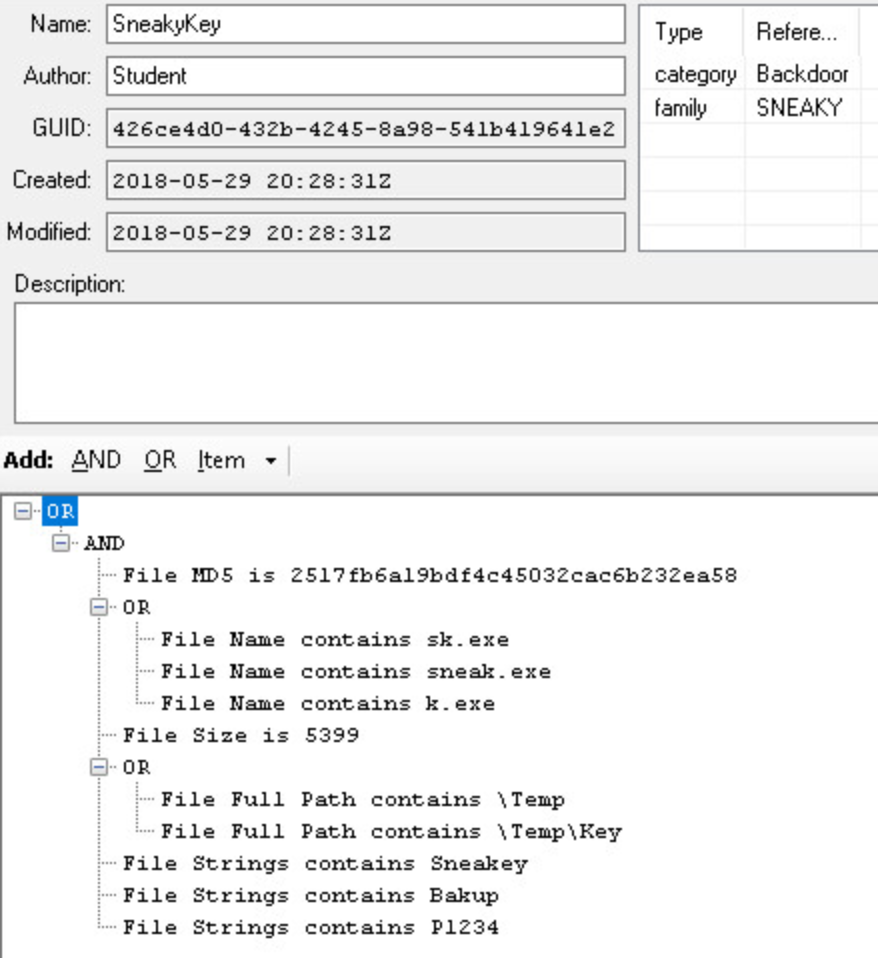 Name: SneakyKey
Author: Student
GUID: 426ce4d0-432b-4245-8a98-541b419641e2
Created: 2018-05-29 20:28:31Z
Modified: 2018-05-29 20:28:31Z
Type Refere...
category Backdoor
family SNEAKY
Description:
Add: AND OR Item
OR
AND
File MD5 is 2517fb6a19bdf4c45032cac6b232ea58
OR
File Name contains sk.exe
File Name contains sneak.exe
File Name contains k.exe
File Size is 5399
OR
File Full Path contains \Temp
File Full Path contains \Temp\Key
File Strings contains Sneakey
File Strings contains Bakup
File Strings contains P1234